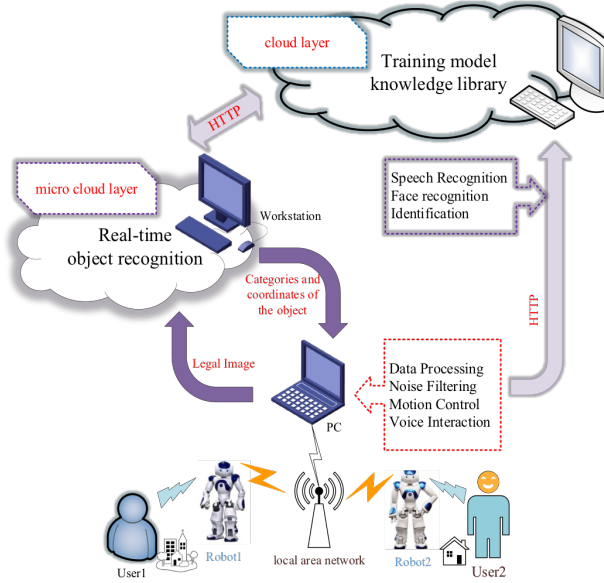 cloud layer
Training model
knowledge library
HTTP
micro cloud layer
Speech Recognition
Face recognition
Identification
Workstation
Real-time
object recognition
Categories and
coordinates of
the object
HTTP
Legal Image
Data Processing
Noise Filtering
Motion Control
Voice Interaction
PC
User1
Robot1
local area network
Robot2
User2